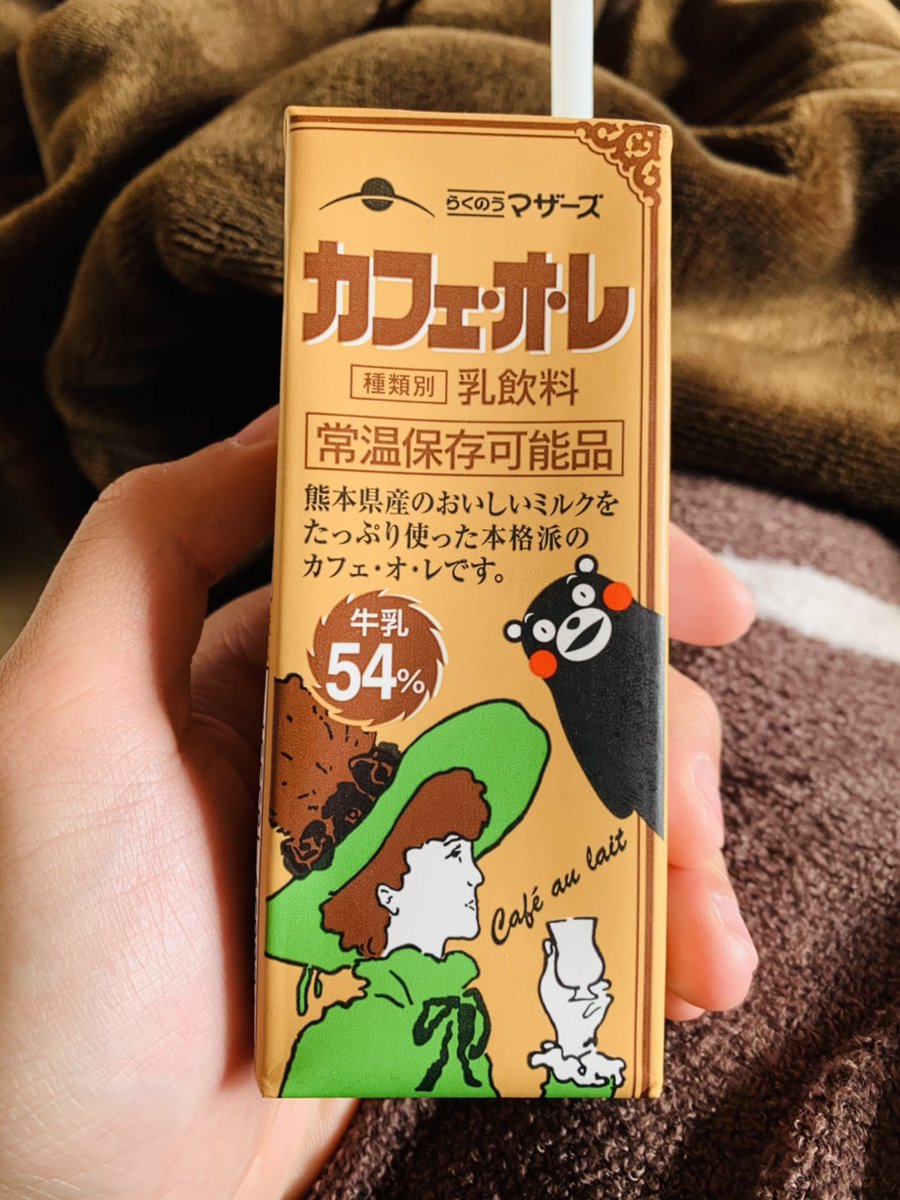 らくのうマザーズ
カフェ・オ・レ
種類別 乳飲料
常温保存可能品
熊本県産のおいしいミルクを
たっぷり使った本格派の
カフェ・オ・レです。
牛乳
54%
Café au lait